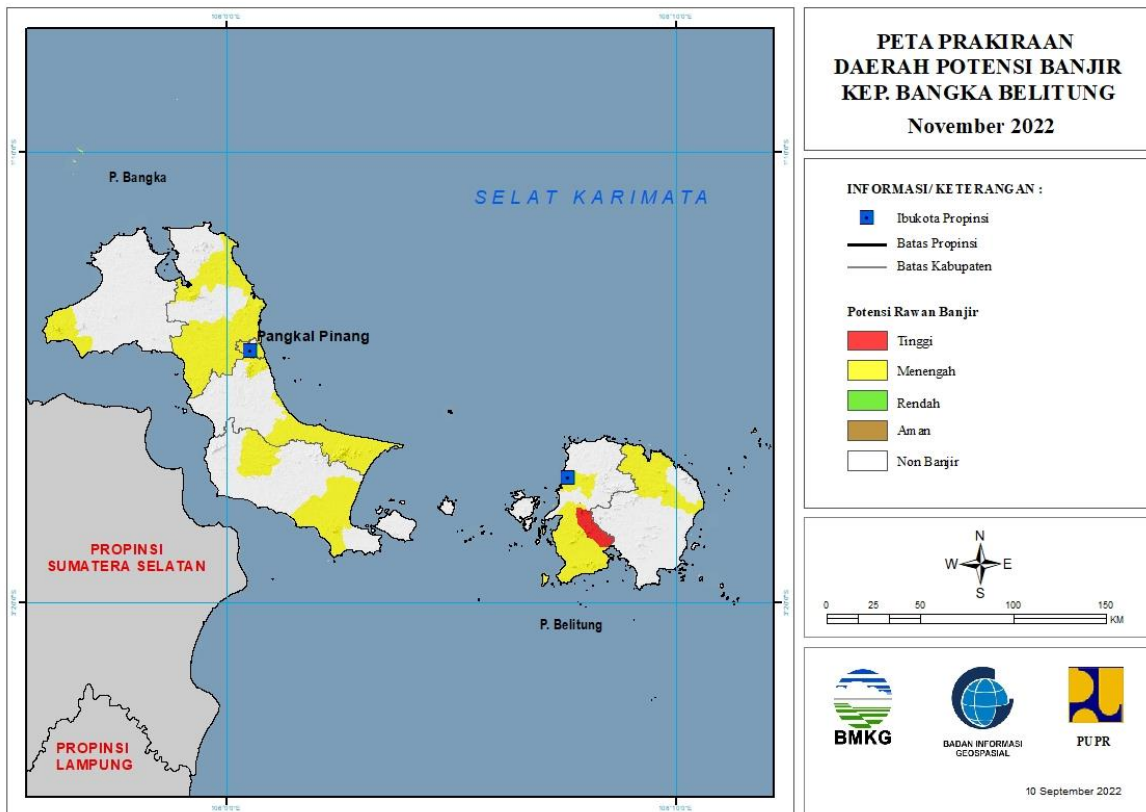 PETA PRAKIRAAN
DAERAH POTENSI BANJIR
KEP. BANGKA BELITUNG
November 2022
P. Bangka
SELAT KARIMATA
Pangkal Pinang
PROPINSI
SUMATERA SELATAN
P. Belitung
PROPINSI
LAMPUNG
INFORMASI/ KETERANGAN :
Ibukota Propinsi
Batas Propinsi
Batas Kabupaten
Potensi Rawan Banjir
Tinggi
Menengah
Rendah
Aman
Non Banjir
N
W E
S
0 25 50 100 150
KM
BMKG
BADAN INFORMASI
GEOSPASIAL
PUPR
10 September 2022